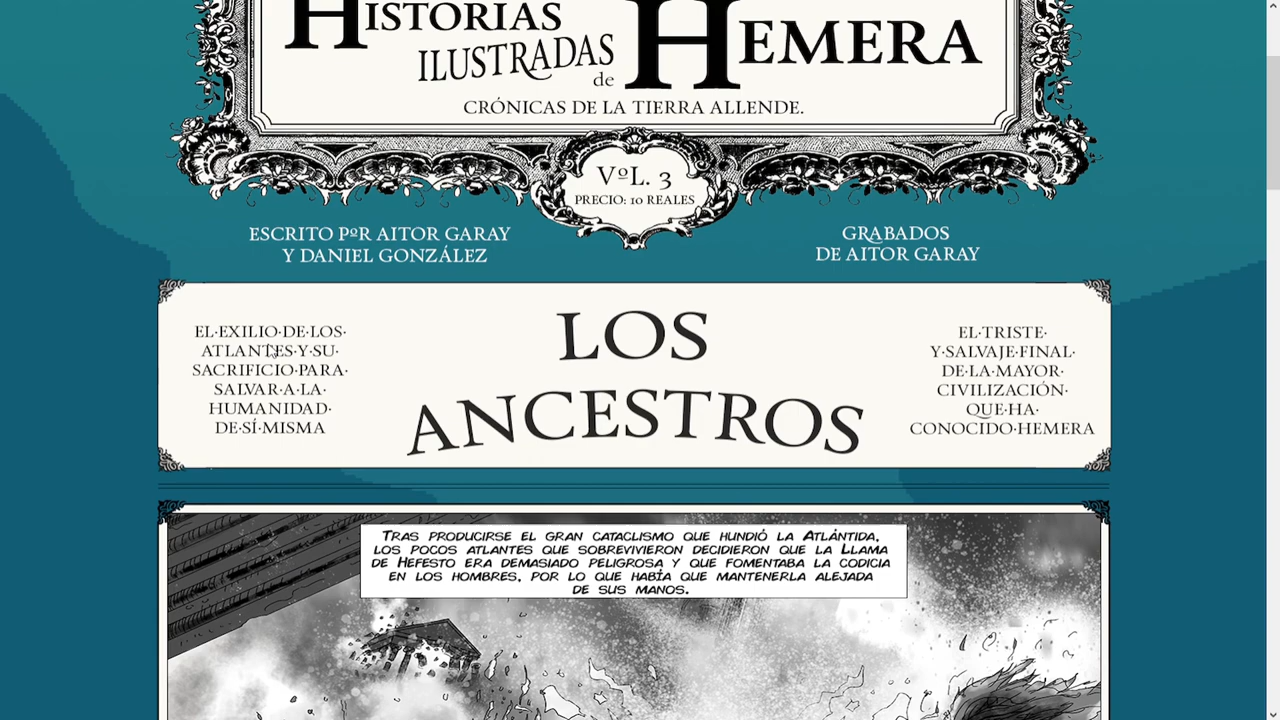 HISTORIAS
ILUSTRADAS
de
HEMERA
CRÓNICAS DE LA TIERRA ALLENDE.
VºL. 3
PRECIO: 10 REALES
ESCRITO PºR AITOR GARAY
Y DANIEL GONZÁLEZ
GRABADOS
DE AITOR GARAY
EL·EXILIO·DE·LOS·
ATLANTES·Y·SU·
SACRIFICIO·PARA·
SALVAR·A·LA·
HUMANIDAD·
DE·SÍ·MISMA
LOS
ANCESTROS
EL·TRISTE·
Y·SALVAJE·FINAL·
DE·LA·MAYOR·
CIVILIZACIÓN·
QUE·HA·
CONOCIDO·HEMERA
TRAS PRODUCIRSE EL GRAN CATACLISMO QUE HUNDIÓ LA ATLÁNTIDA,
LOS POCOS ATLANTES QUE SOBREVIVIERON DECIDIERON QUE LA LLAMA
DE HEFESTO ERA DEMASIADO PELIGROSA Y QUE FOMENTABA LA CODICIA
EN LOS HOMBRES, POR LO QUE HABÍA QUE MANTENERLA ALEJADA
DE SUS MANOS.